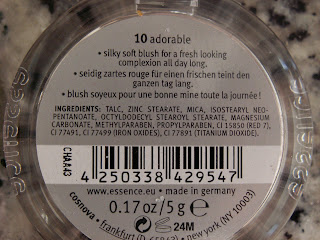 10 adorable
• silky soft blush for a fresh looking
complexion all day long.
• seidig zartes rouge für einen frischen teint den
ganzen tag lang.
• blush soyeux pour une bonne mine toute la journée!
INGREDIENTS: TALC, ZINC STEARATE, MICA, ISOSTEARYL NEO-
PENTANOATE, OCTYLDODECYL STEAROYL STEARATE, MAGNESIUM
CARBONATE, METHYLPARABEN, PROPYLPARABEN, CI 15850 (RED 7),
CI 77491, CI 77499 (IRON OXIDES), CI 77891 (TITANIUM DIOXIDE).
CHAA43
4 250338 429547
www.essence.eu • made in germany
0.17 oz/5 g e
24M
cosnova • frankfurt • new york (NY 10003)
essence
essence